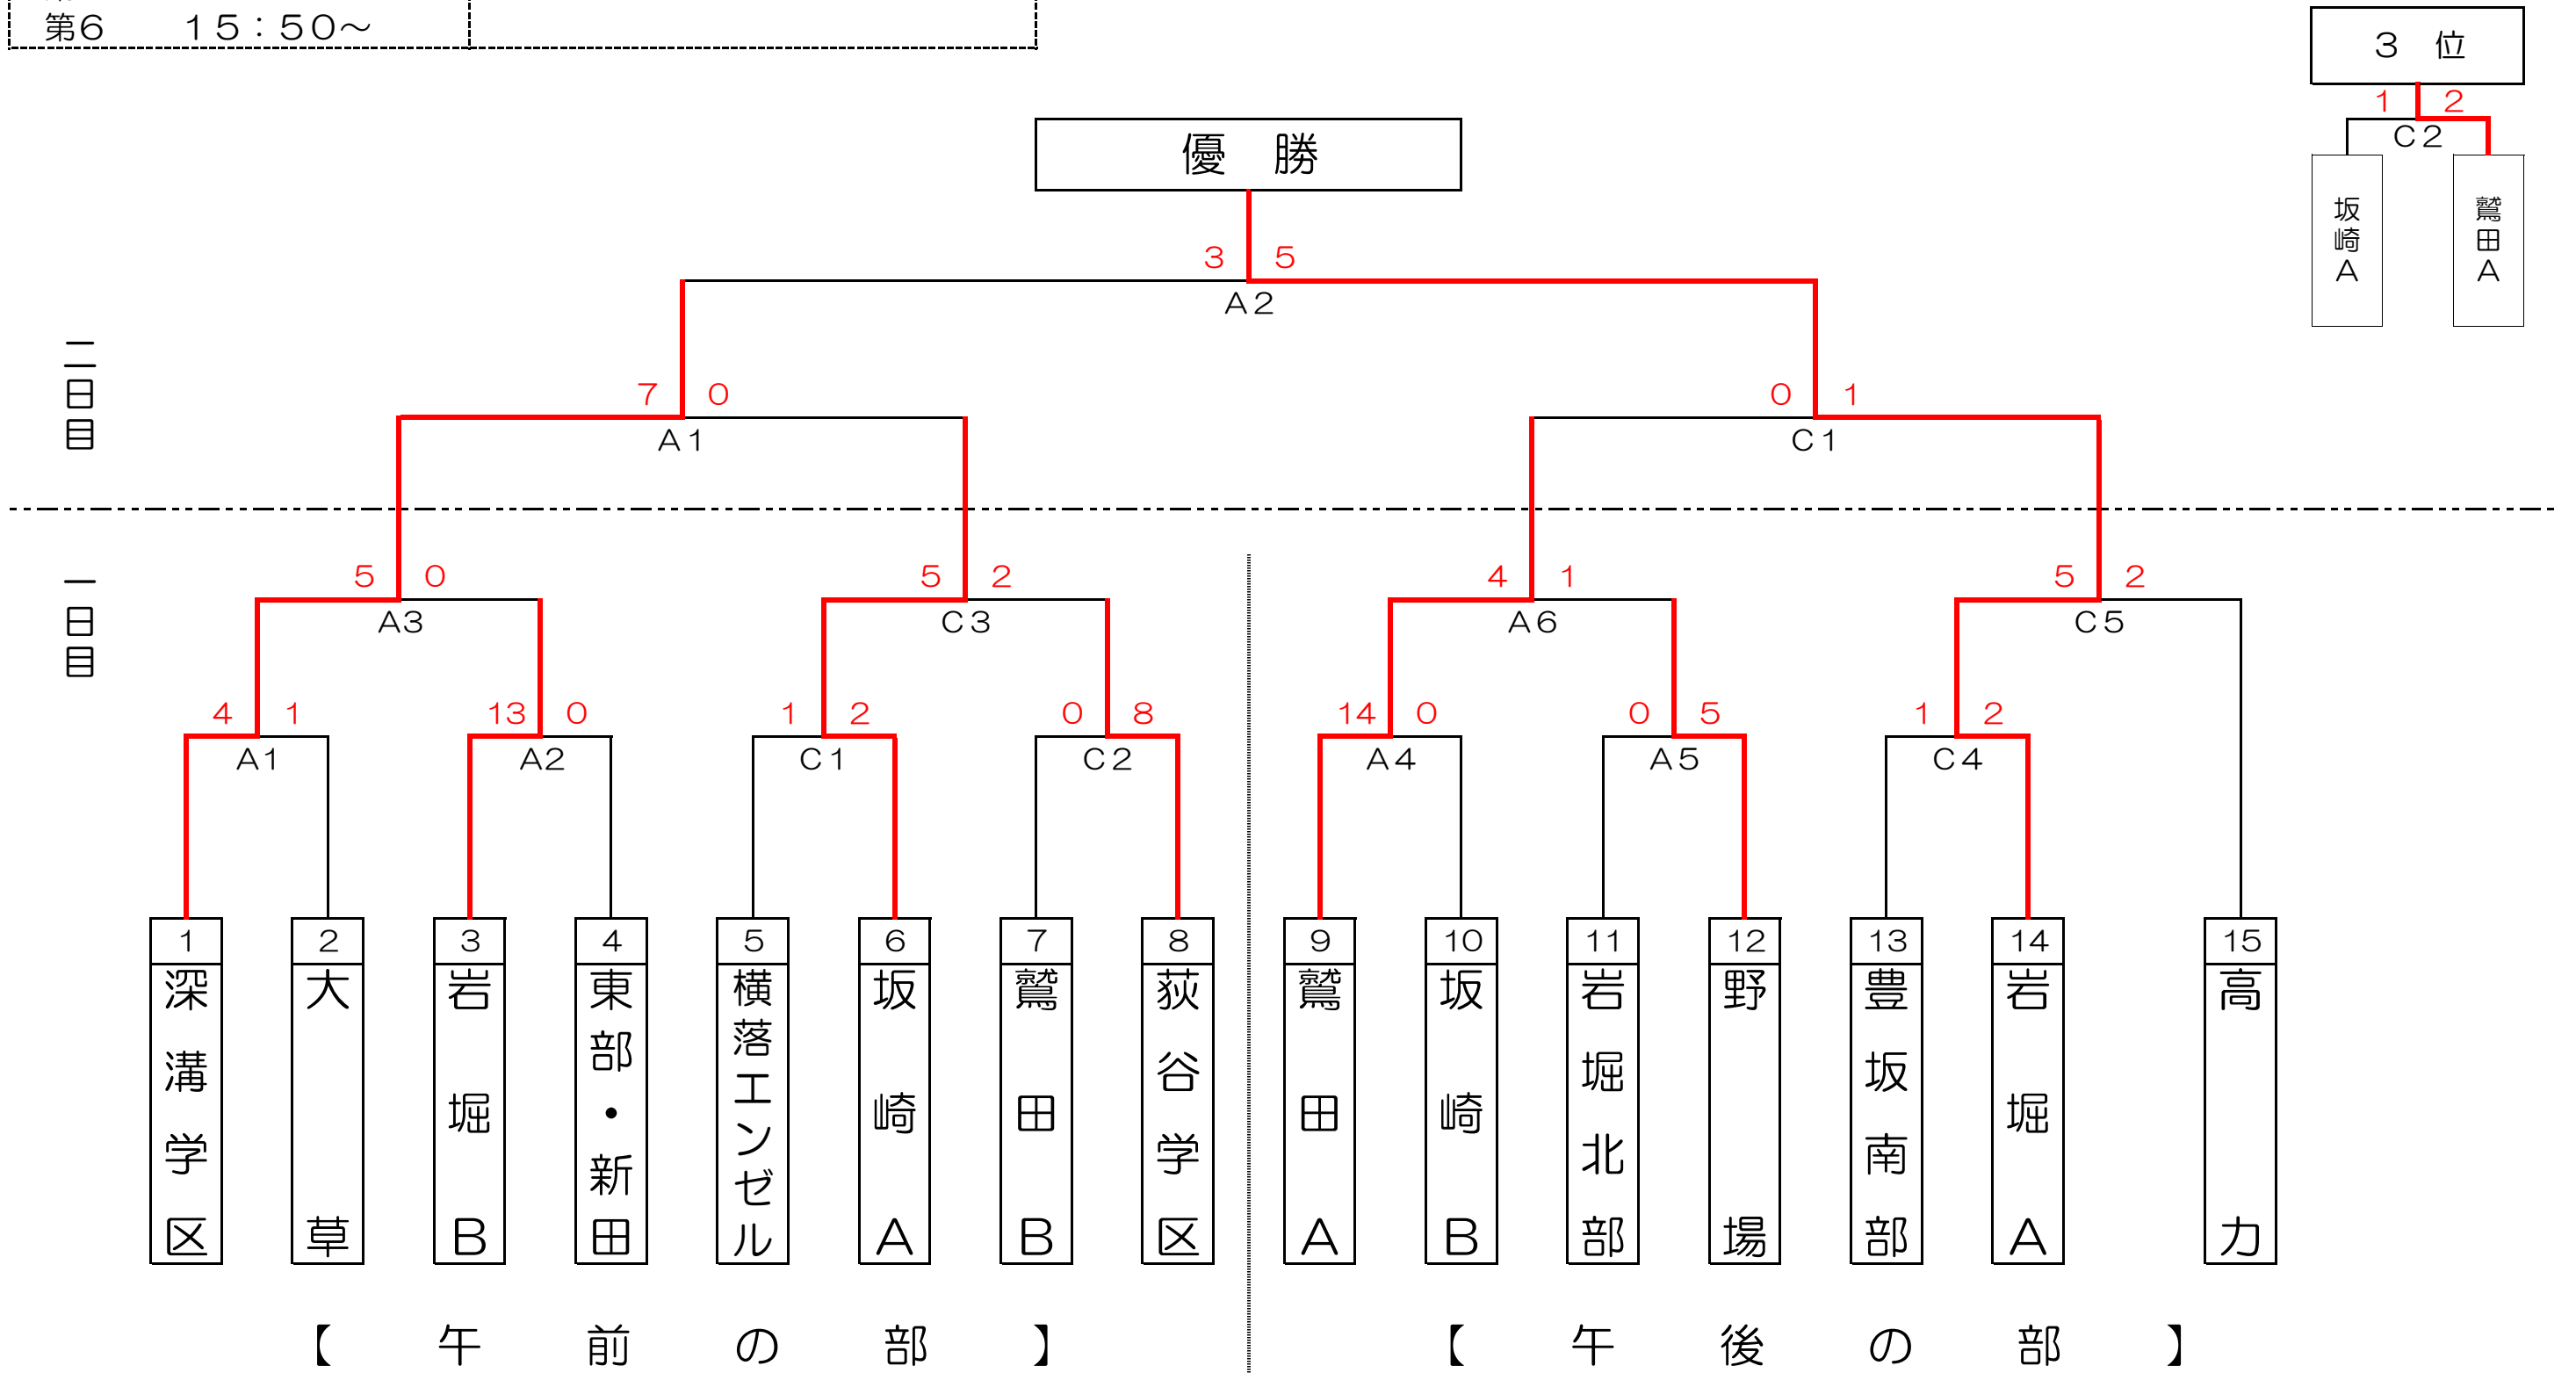 第6　15：50～
3　位
1 2
C2
坂崎A
鷲田A
優　勝
3 5
A2
二日目
7 0
A1
0 1
C1
一日目
5 0
A3
5 2
C3
4 1
A6
5 2
C5
4 1
A1
13 0
A2
1 2
C1
0 8
C2
14 0
A4
0 5
A5
1 2
C4
1 深溝学区
2 大草
3 岩堀B
4 東部・新田
5 横落エンゼル
6 坂崎A
7 鷲田B
8 荻谷学区
9 鷲田A
10 坂崎B
11 岩堀北部
12 野場
13 豊坂南部
14 岩堀A
15 高力
【　午　前　の　部　】
【　午　後　の　部　】